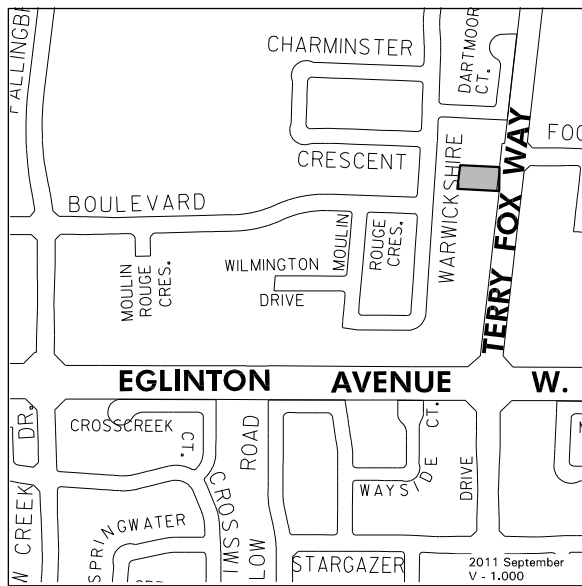 CHARMINSTER
DARTMOOR
CT.
CRESCENT
WARWICKSHIRE
TERRY FOX WAY
BOULEVARD
MOULIN
ROUGE
CRES.
WILMINGTON
DRIVE
MOULIN
ROUGE
CRES.
EGLINTON AVENUE W.
DR.
CROSSCREEK
CT.
ROAD
WAYSIDE CT.
DRIVE
CREEK
SPRINGWATER
STARGAZER
2011 September
V - 1.000